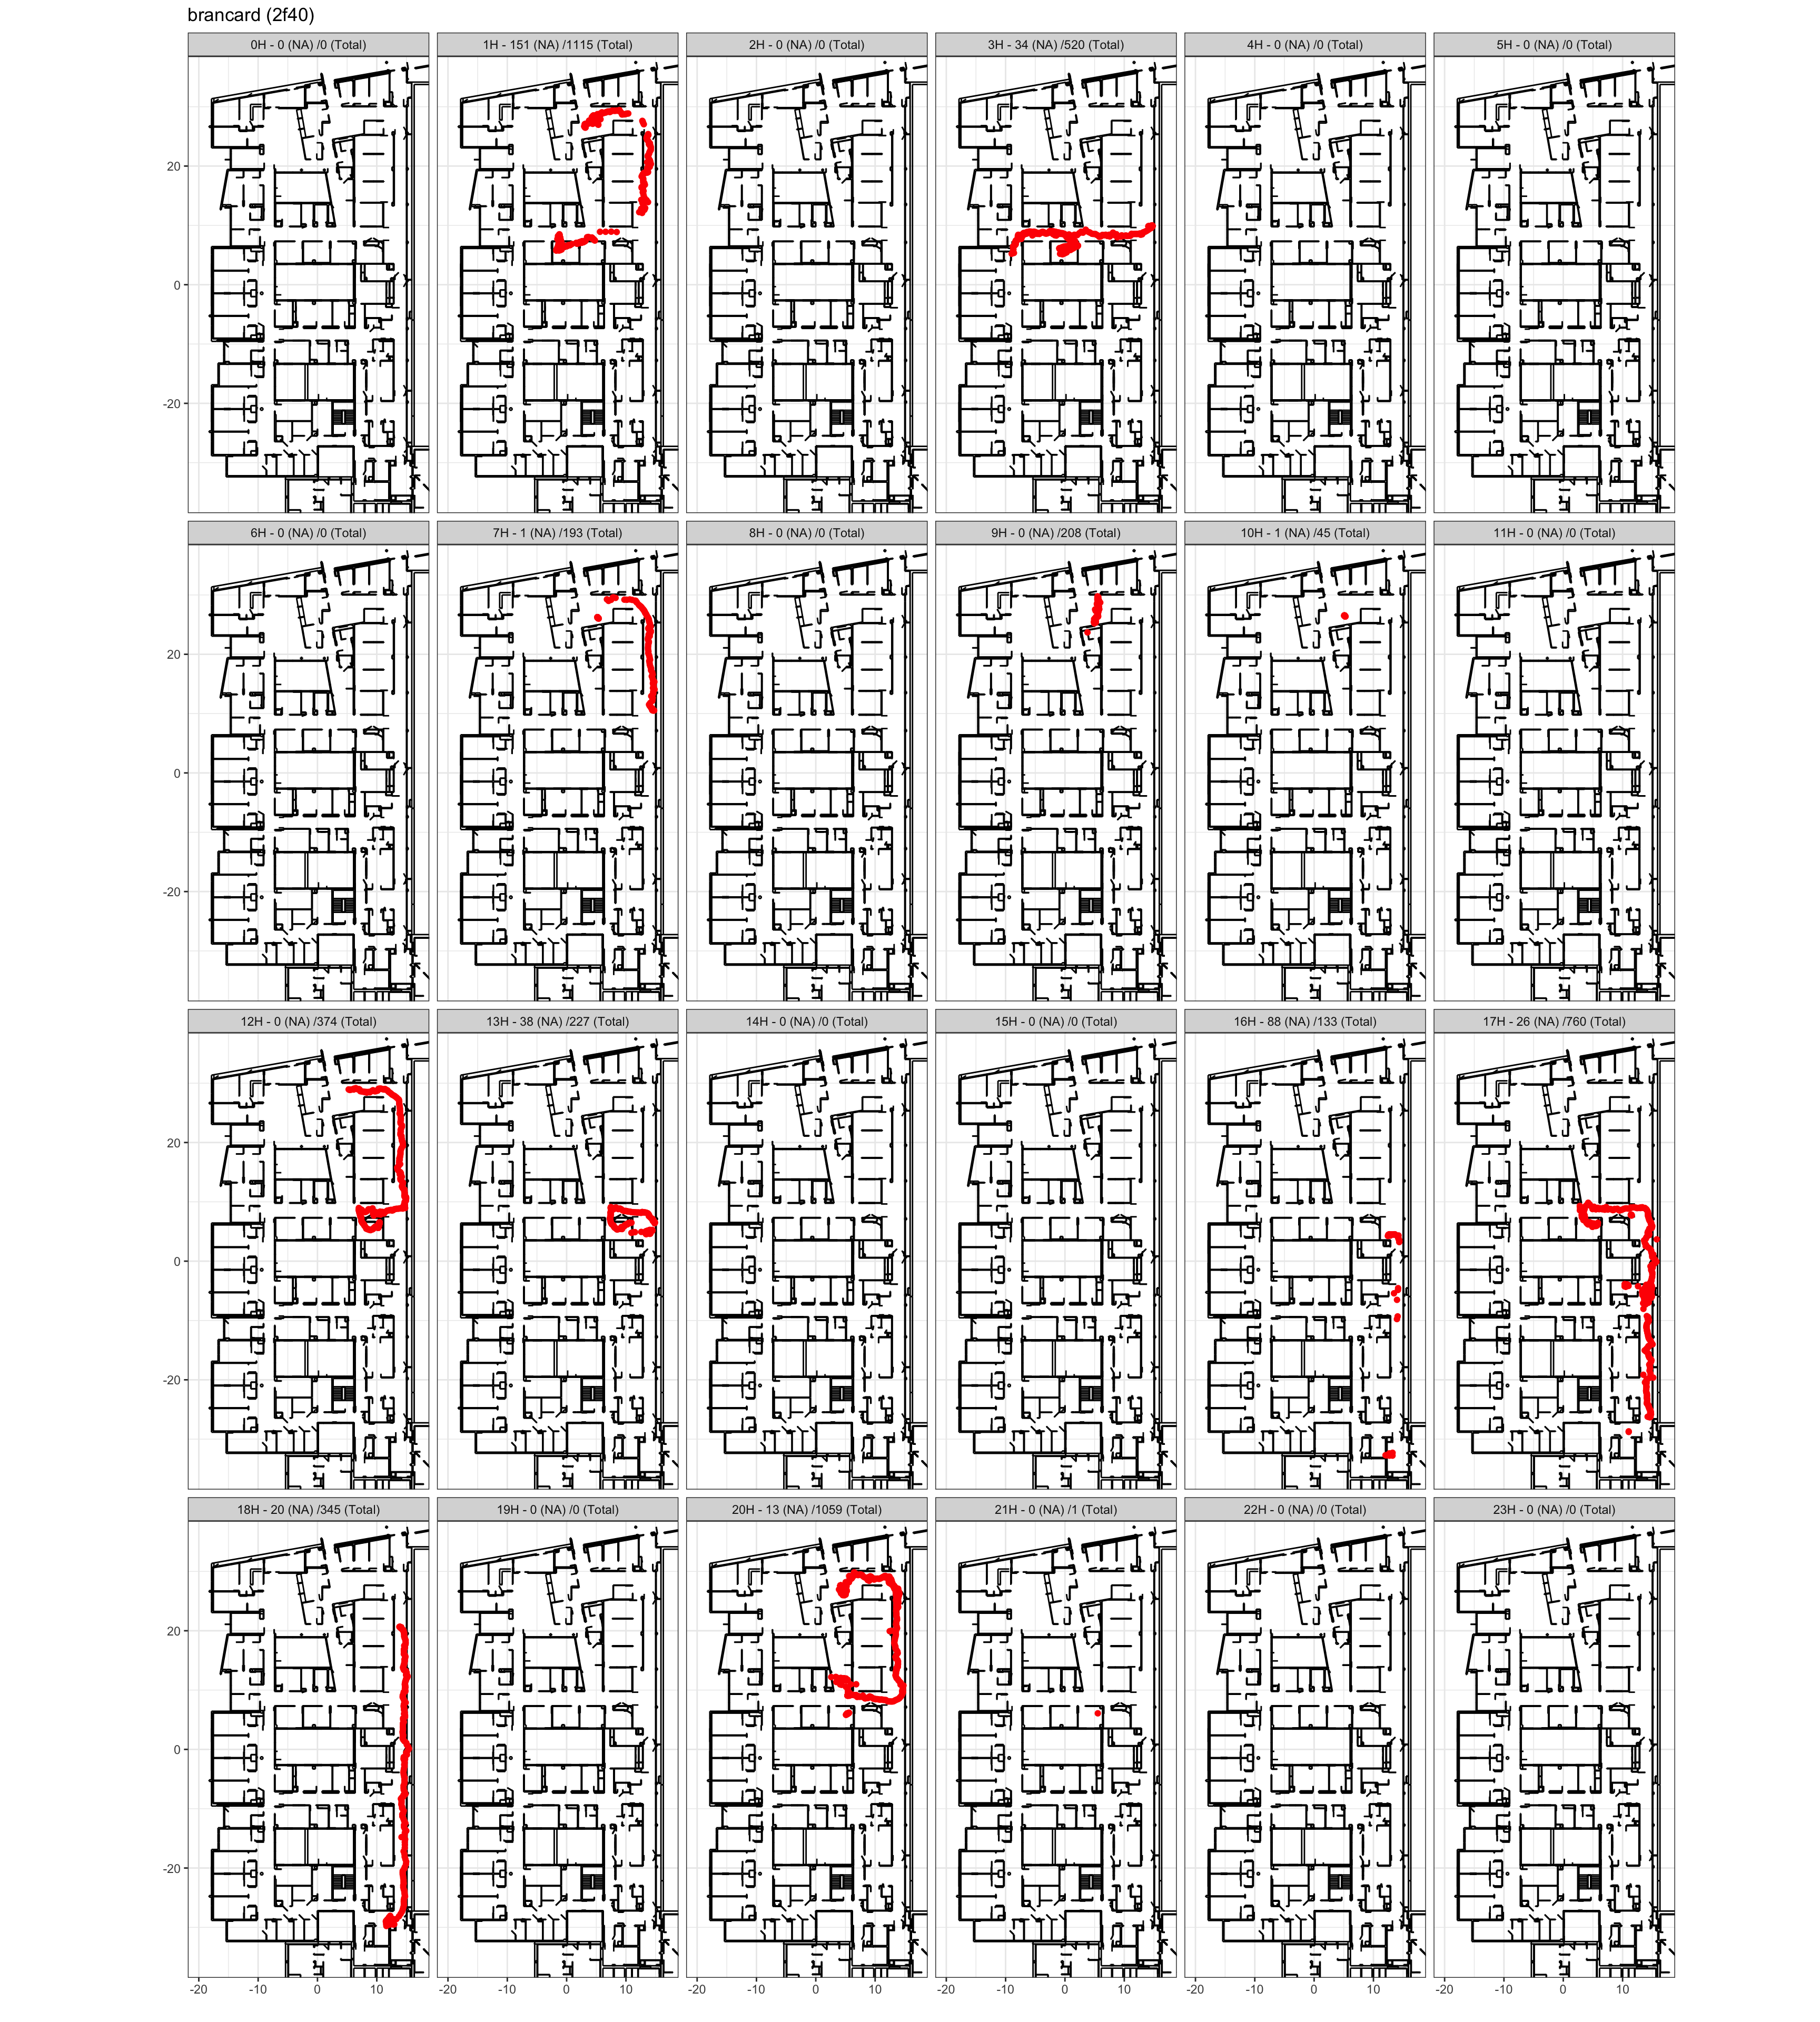 brancard (2f40)
0H - 0 (NA) /0 (Total)
1H - 151 (NA) /1115 (Total)
2H - 0 (NA) /0 (Total)
3H - 34 (NA) /520 (Total)
4H - 0 (NA) /0 (Total)
5H - 0 (NA) /0 (Total)
20
0
-20
6H - 0 (NA) /0 (Total)
7H - 1 (NA) /193 (Total)
8H - 0 (NA) /0 (Total)
9H - 0 (NA) /208 (Total)
10H - 1 (NA) /45 (Total)
11H - 0 (NA) /0 (Total)
20
0
-20
12H - 0 (NA) /374 (Total)
13H - 38 (NA) /227 (Total)
14H - 0 (NA) /0 (Total)
15H - 0 (NA) /0 (Total)
16H - 88 (NA) /133 (Total)
17H - 26 (NA) /760 (Total)
20
0
-20
18H - 20 (NA) /345 (Total)
19H - 0 (NA) /0 (Total)
20H - 13 (NA) /1059 (Total)
21H - 0 (NA) /1 (Total)
22H - 0 (NA) /0 (Total)
23H - 0 (NA) /0 (Total)
20
0
-20
-20 -10 0 10 -20 -10 0 10 -20 -10 0 10 -20 -10 0 10 -20 -10 0 10 -20 -10 0 10